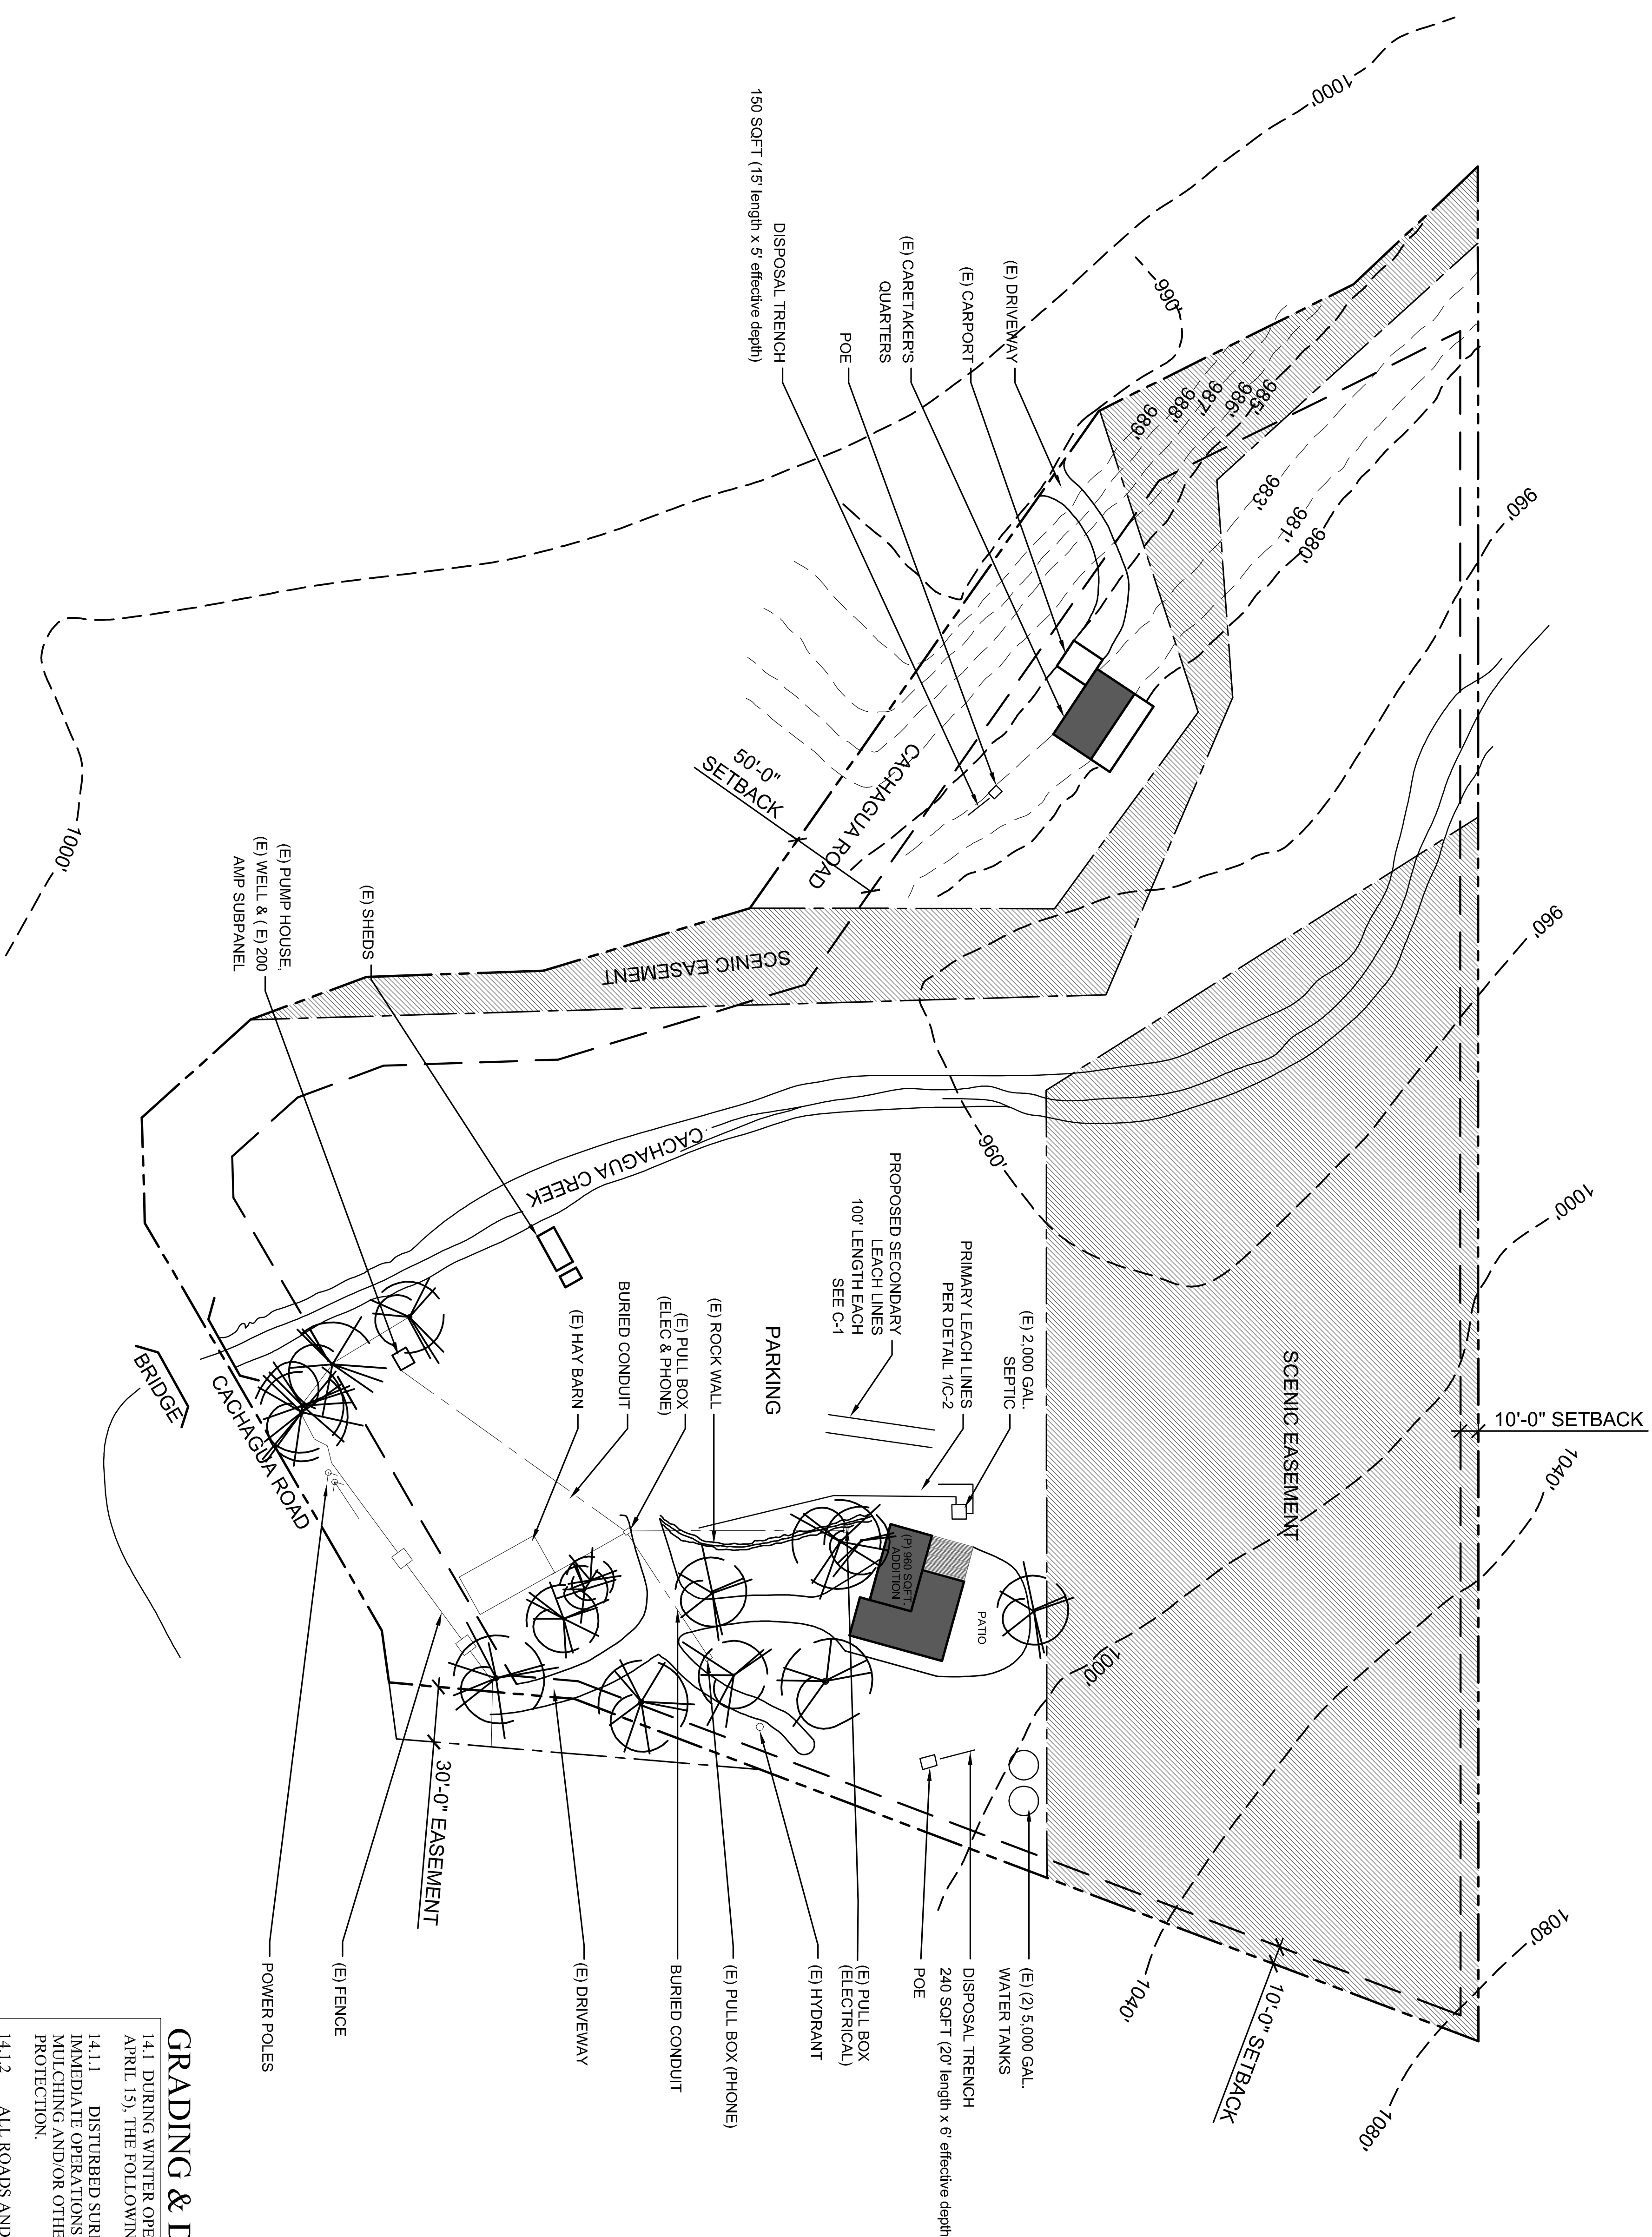 1000'
990'
989'
988'
987'
986'
985'
983'
981'
980'
960'
960'
960'
1000'
1000'
1000'
1040'
1040'
1080'
1080'
(E) DRIVEWAY
(E) CARPORT
(E) CARETAKER'S
QUARTERS
POE
DISPOSAL TRENCH
150 SQFT (15' length x 5' effective depth)
50'-0"
SETBACK
CACHAGUA ROAD
SCENIC EASEMENT
(E) SHEDS
(E) PUMP HOUSE,
(E) WELL & ( E) 200
AMP SUBPANEL
CACHAGUA CREEK
SCENIC EASEMENT
10'-0" SETBACK
(E) 2,000 GAL.
SEPTIC
PRIMARY LEACH LINES
PER DETAIL 1/C-2
PROPOSED SECONDARY
LEACH LINES
100' LENGTH EACH
SEE C-1
PARKING
(E) ROCK WALL
(E) PULL BOX
(ELEC & PHONE)
BURIED CONDUIT
(E) HAY BARN
BRIDGE
CACHAGUA ROAD
(P) 960 SQFT.
ADDITION
PATIO
30'-0" EASEMENT
10'-0" SETBACK
(E) (2) 5,000 GAL.
WATER TANKS
DISPOSAL TRENCH
240 SQFT (20' length x 6' effective depth
POE
(E) PULL BOX
(ELECTRICAL)
(E) HYDRANT
(E) PULL BOX (PHONE)
BURIED CONDUIT
(E) DRIVEWAY
(E) FENCE
POWER POLES
GRADING & D
14.1 DURING WINTER OPE
APRIL 15), THE FOLLOWIN
14.1.1 DISTURBED SURF
IMMEDIATE OPERATIONS
MULCHING AND/OR OTHE
PROTECTION.
14.1.2 ALL ROADS AND